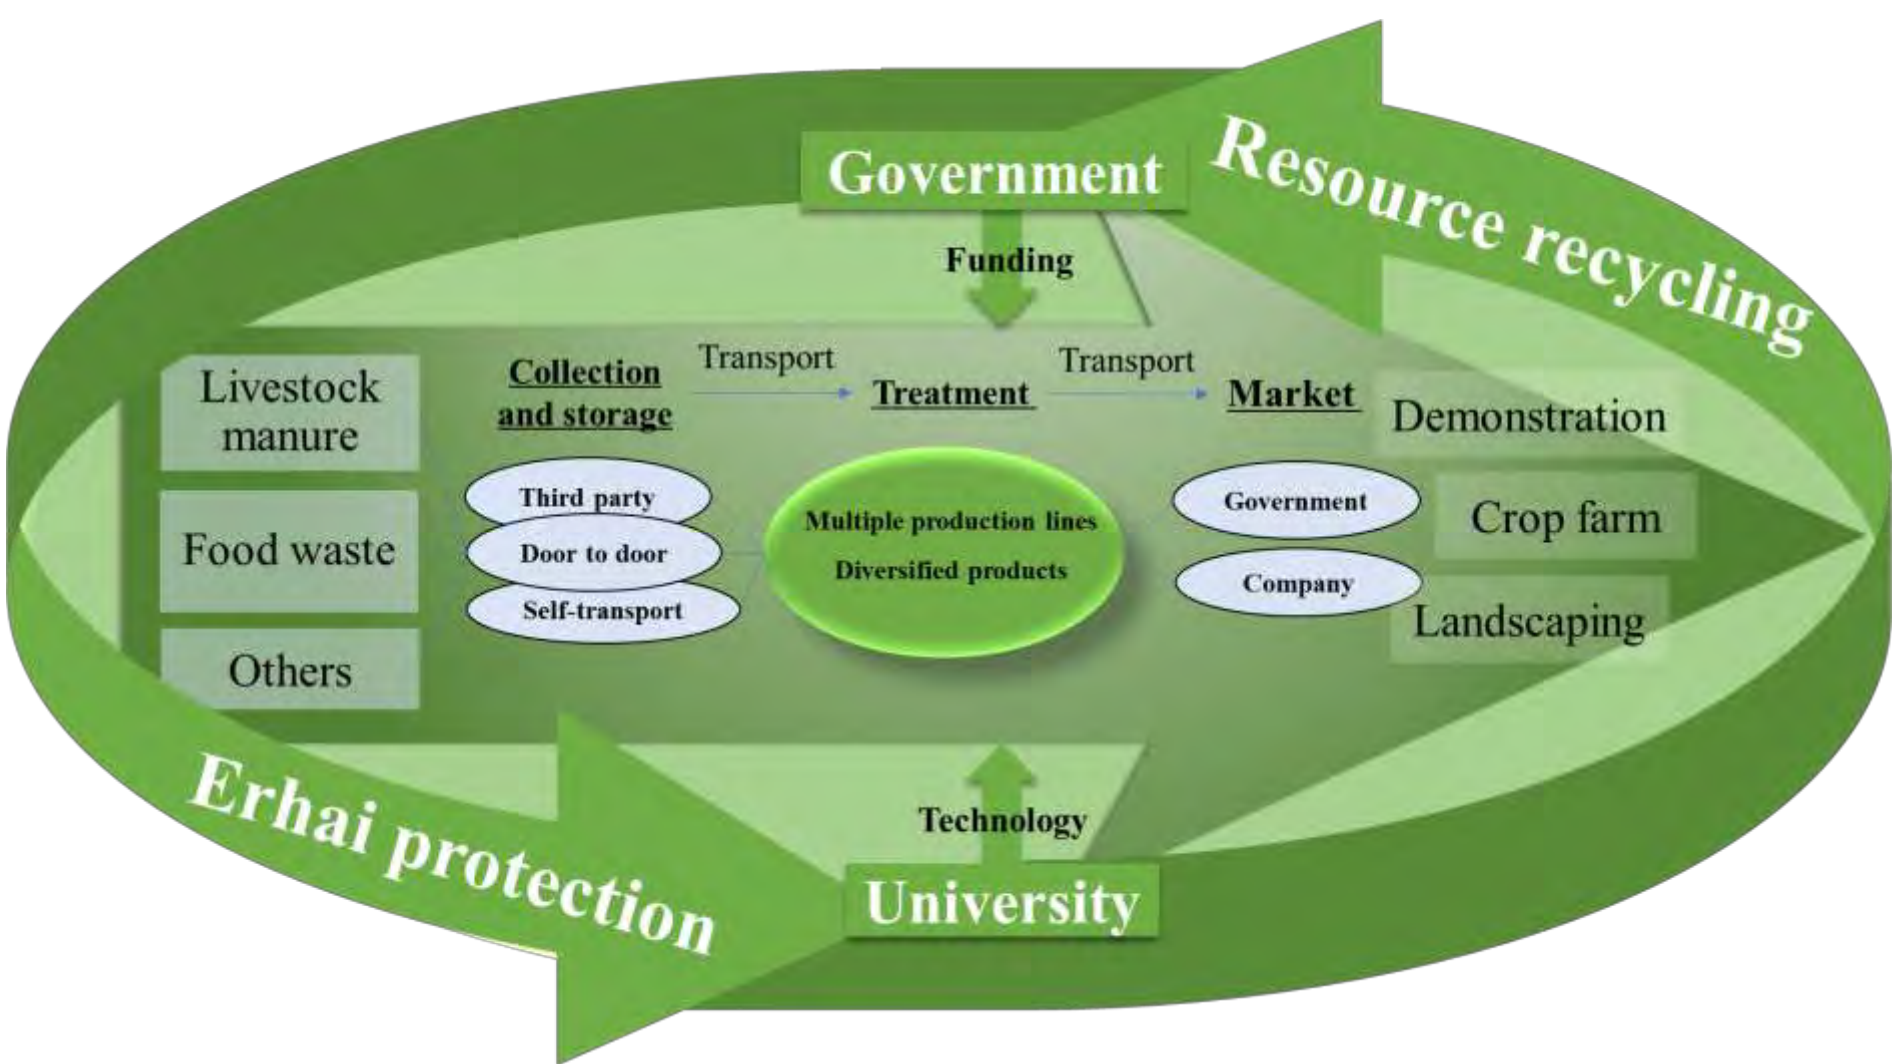 Government
Resource recycling
Funding
Livestock
manure
Food waste
Others
Collection
and storage
Transport
Treatment
Transport
Market
Third party
Door to door
Self-transport
Multiple production lines
Diversified products
Government
Company
Demonstration
Crop farm
Landscaping
Erhai protection
Technology
University